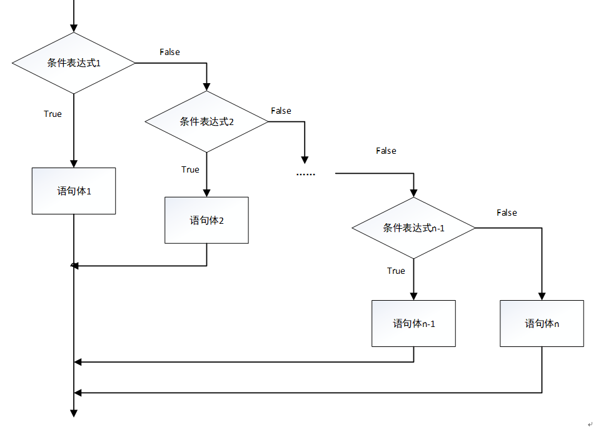 条件表达式1
False
True
条件表达式2
False
True
……
False
语句体1
语句体2
条件表达式n-1
False
True
语句体n-1
语句体n